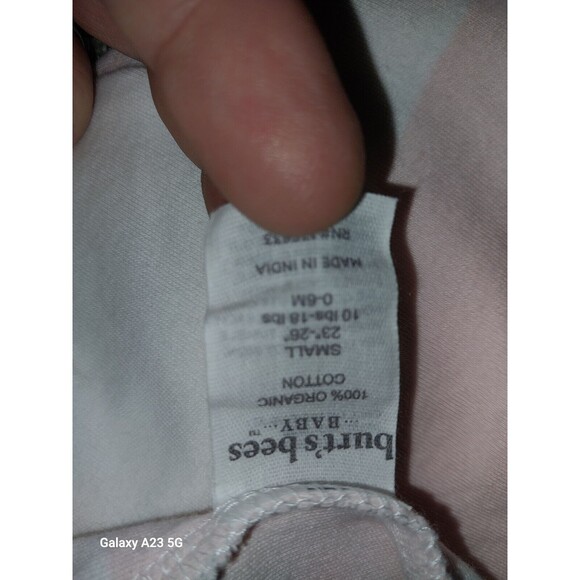 burt's bees
...BABY...™
100% ORGANIC
COTTON
SMALL
23"-26"
10 lbs-18 lbs
0-6M
MADE IN INDIA
Galaxy A23 5G